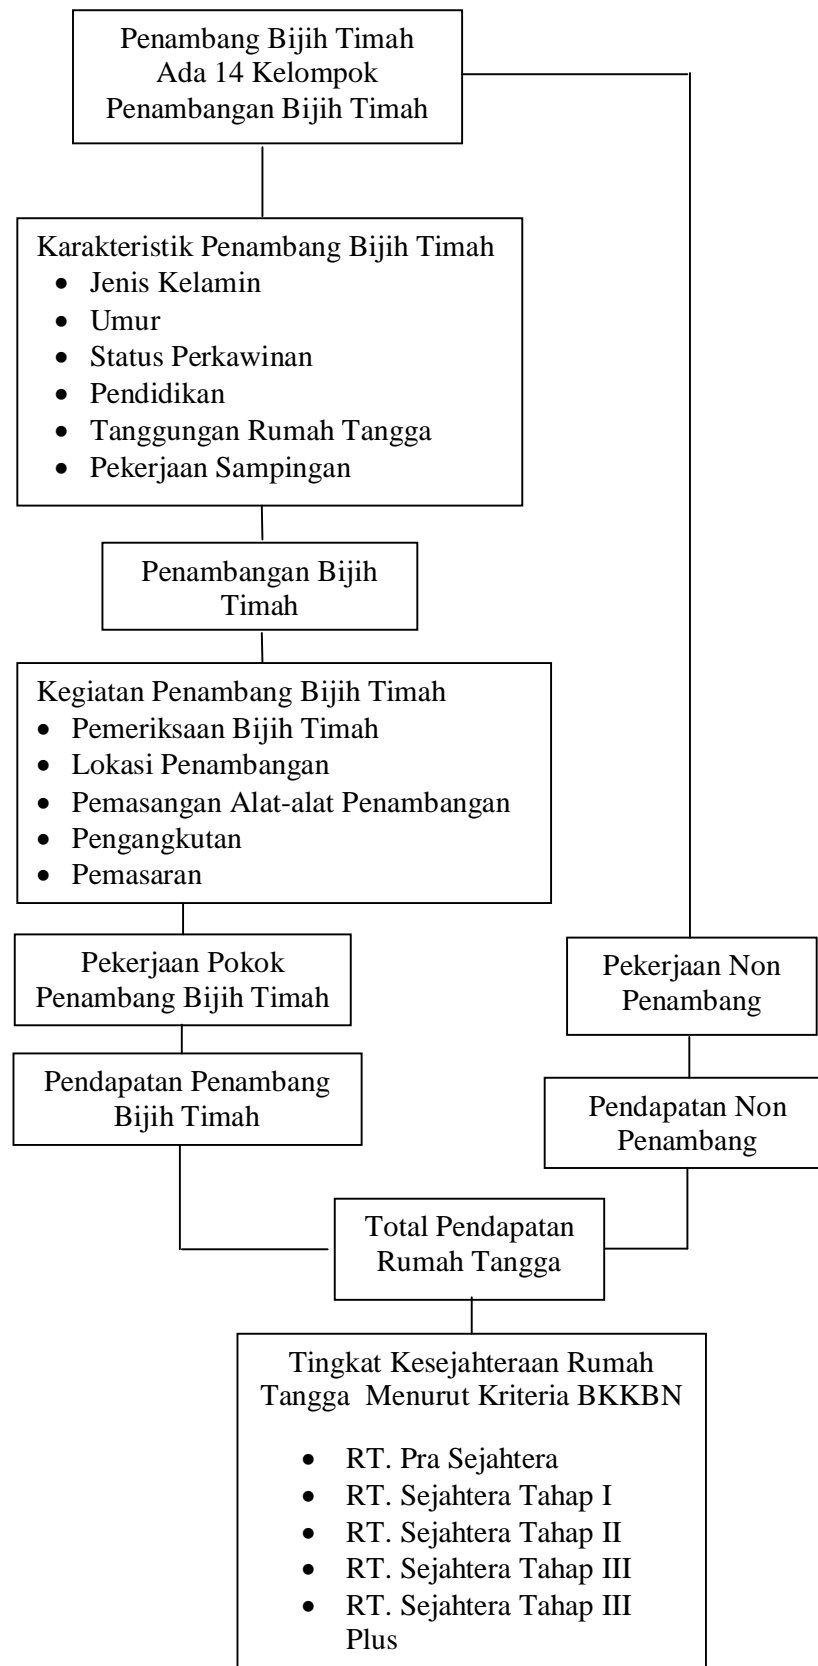 Penambang Bijih Timah
Ada 14 Kelompok
Penambangan Bijih Timah
Karakteristik Penambang Bijih Timah
• Jenis Kelamin
• Umur
• Status Perkawinan
• Pendidikan
• Tanggungan Rumah Tangga
• Pekerjaan Sampingan
Penambangan Bijih
Timah
Kegiatan Penambang Bijih Timah
• Pemeriksaan Bijih Timah
• Lokasi Penambangan
• Pemasangan Alat-alat Penambangan
• Pengangkutan
• Pemasaran
Pekerjaan Pokok
Penambang Bijih Timah
Pekerjaan Non
Penambang
Pendapatan Penambang
Bijih Timah
Pendapatan Non
Penambang
Total Pendapatan
Rumah Tangga
Tingkat Kesejahteraan Rumah
Tangga  Menurut Kriteria BKKBN
• RT. Pra Sejahtera
• RT. Sejahtera Tahap I
• RT. Sejahtera Tahap II
• RT. Sejahtera Tahap III
• RT. Sejahtera Tahap III
Plus